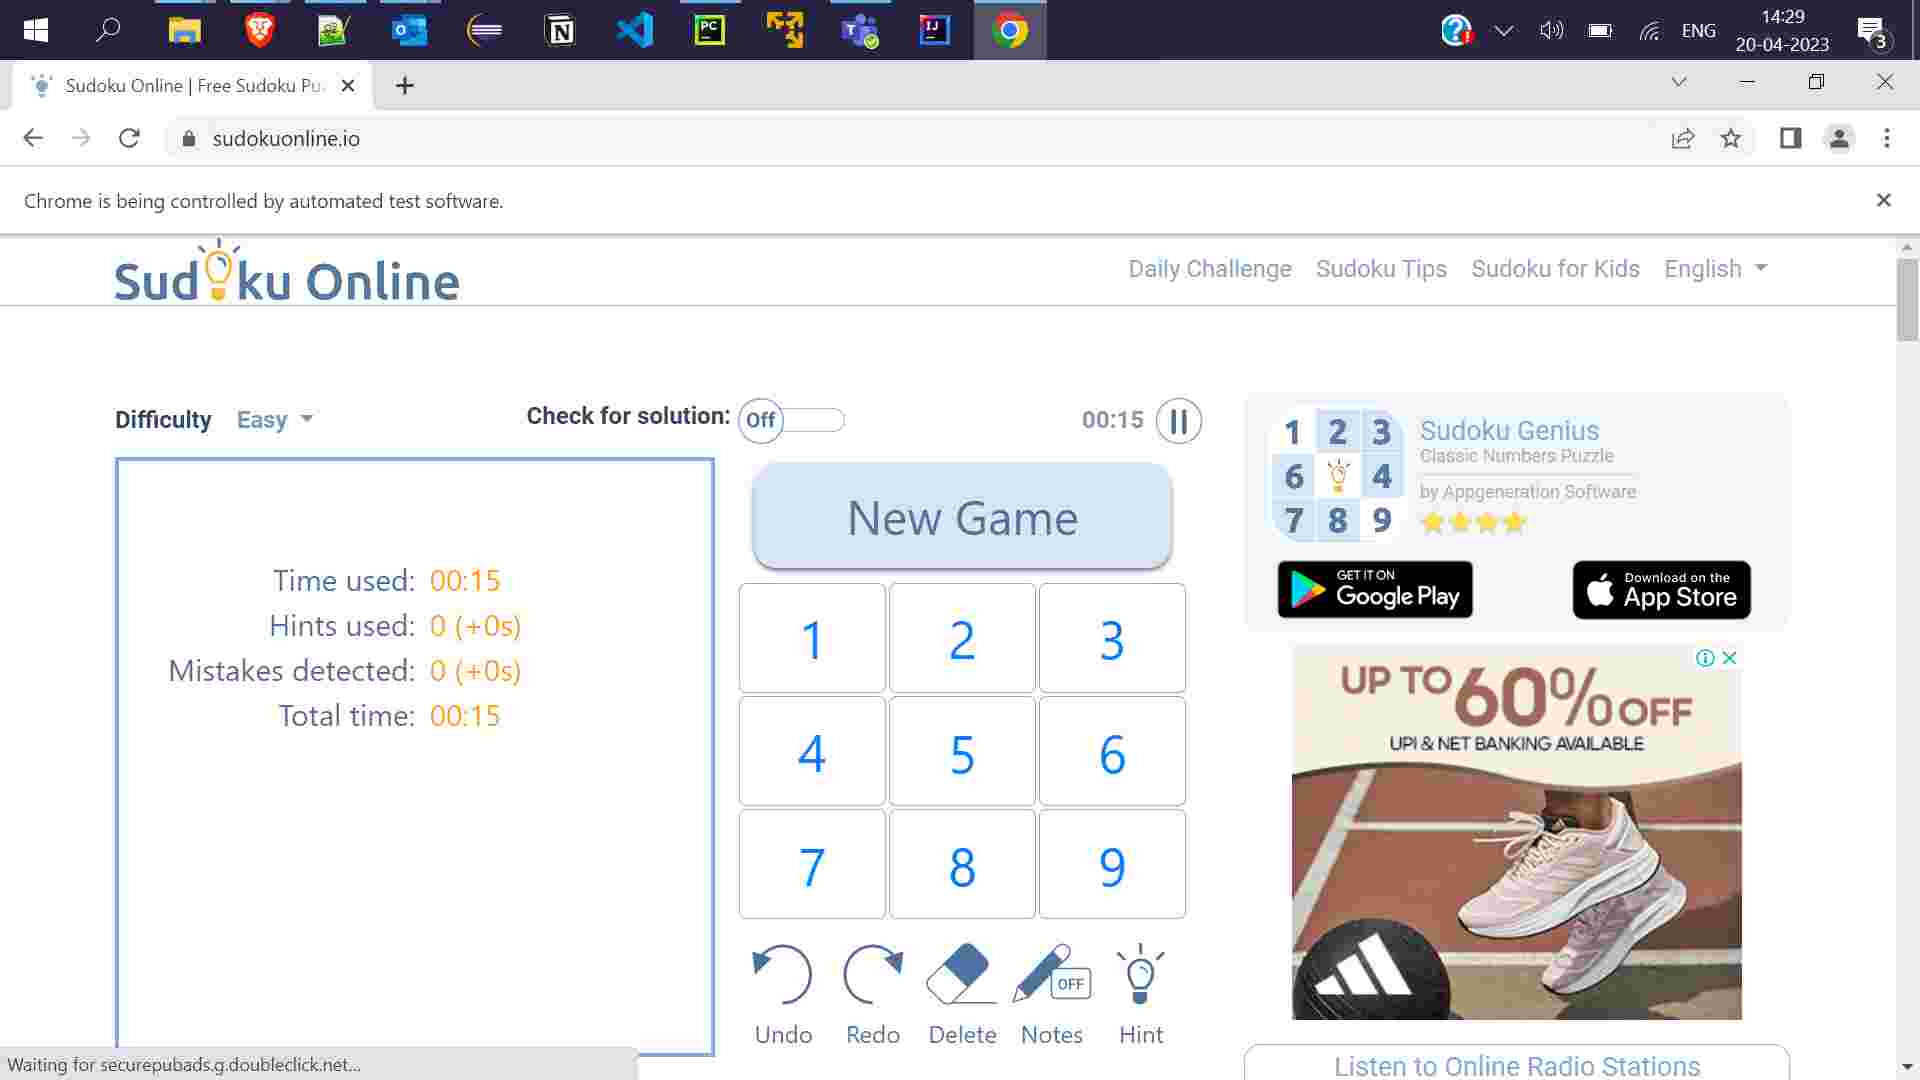 PC
IJ
ENG
14:29
20-04-2023
3
Sudoku Online | Free Sudoku Pu
sudokuonline.io
Chrome is being controlled by automated test software.
Sudoku Online
Daily Challenge
Sudoku Tips
Sudoku for Kids
English
Difficulty
Easy
Check for solution:
Off
00:15
Time used: 00:15
Hints used: 0 (+0s)
Mistakes detected: 0 (+0s)
Total time: 00:15
New Game
1 2 3
4 5 6
7 8 9
OFF
Undo Redo Delete Notes Hint
1 2 3
6 4
7 8 9
Sudoku Genius
Classic Numbers Puzzle
by Appgeneration Software
GET IT ON
Google Play
Download on the
App Store
UP TO 60% OFF
UPI & NET BANKING AVAILABLE
Listen to Online Radio Stations
Waiting for securepubads.g.doubleclick.net...